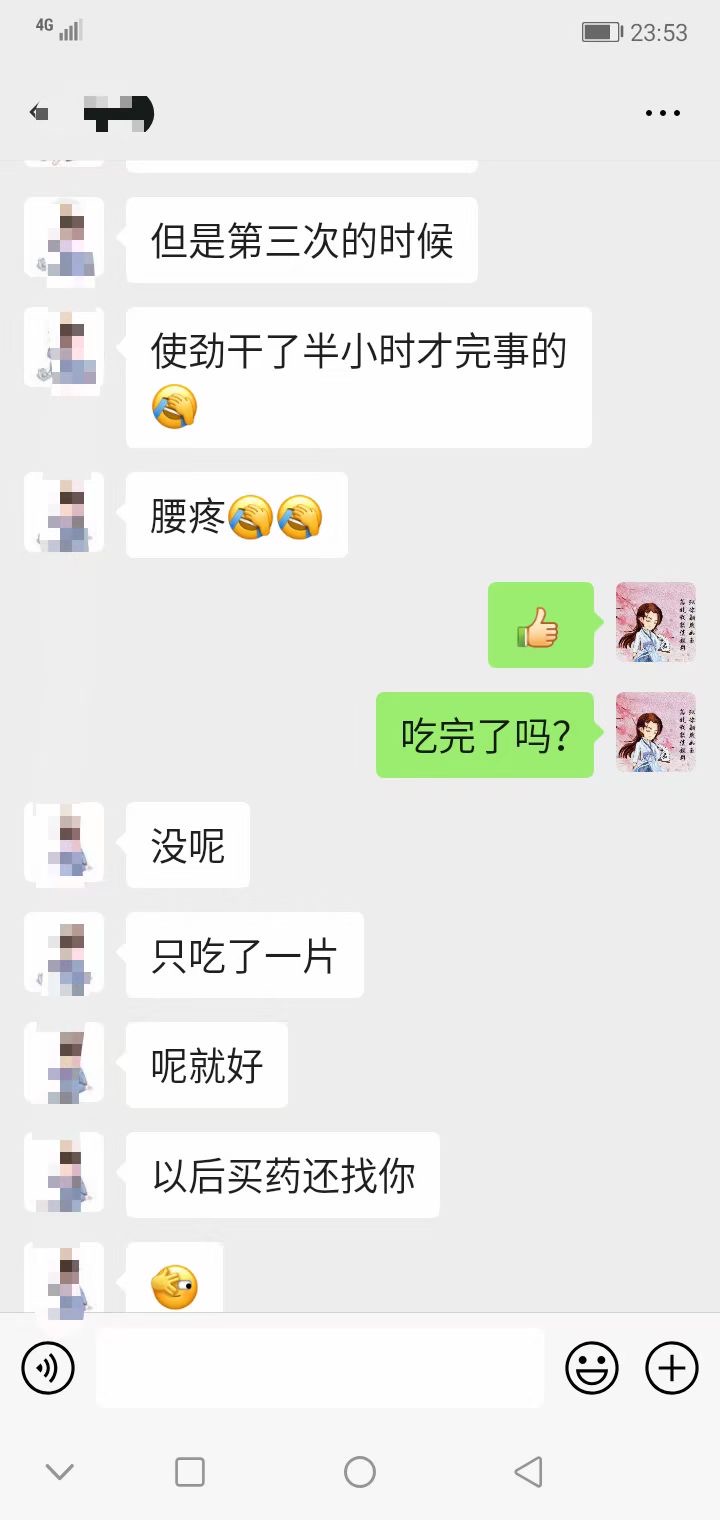 4G
23:53
但是第三次的时候
使劲干了半小时才完事的
🤦
腰疼🤦🤦
👍
吃完了吗？
没呢
只吃了一片
呢就好
以后买药还找你